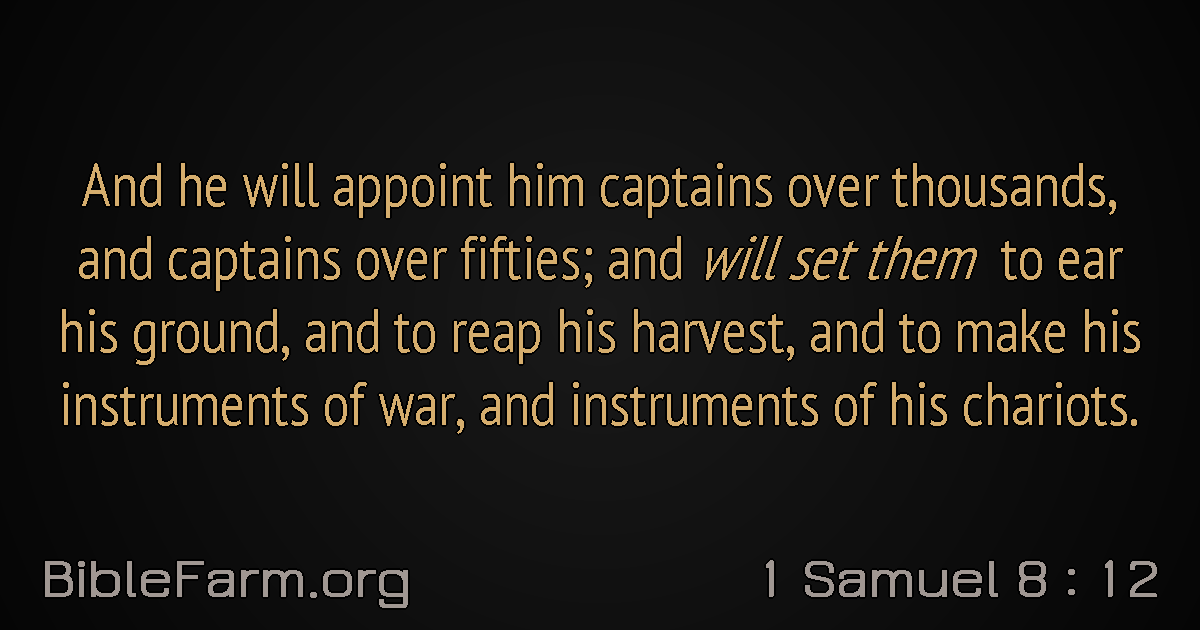 And he will appoint him captains over thousands,
and captains over fifties; and will set them to ear
his ground, and to reap his harvest, and to make his
instruments of war, and instruments of his chariots.
BibleFarm.org
1 Samuel 8 : 12